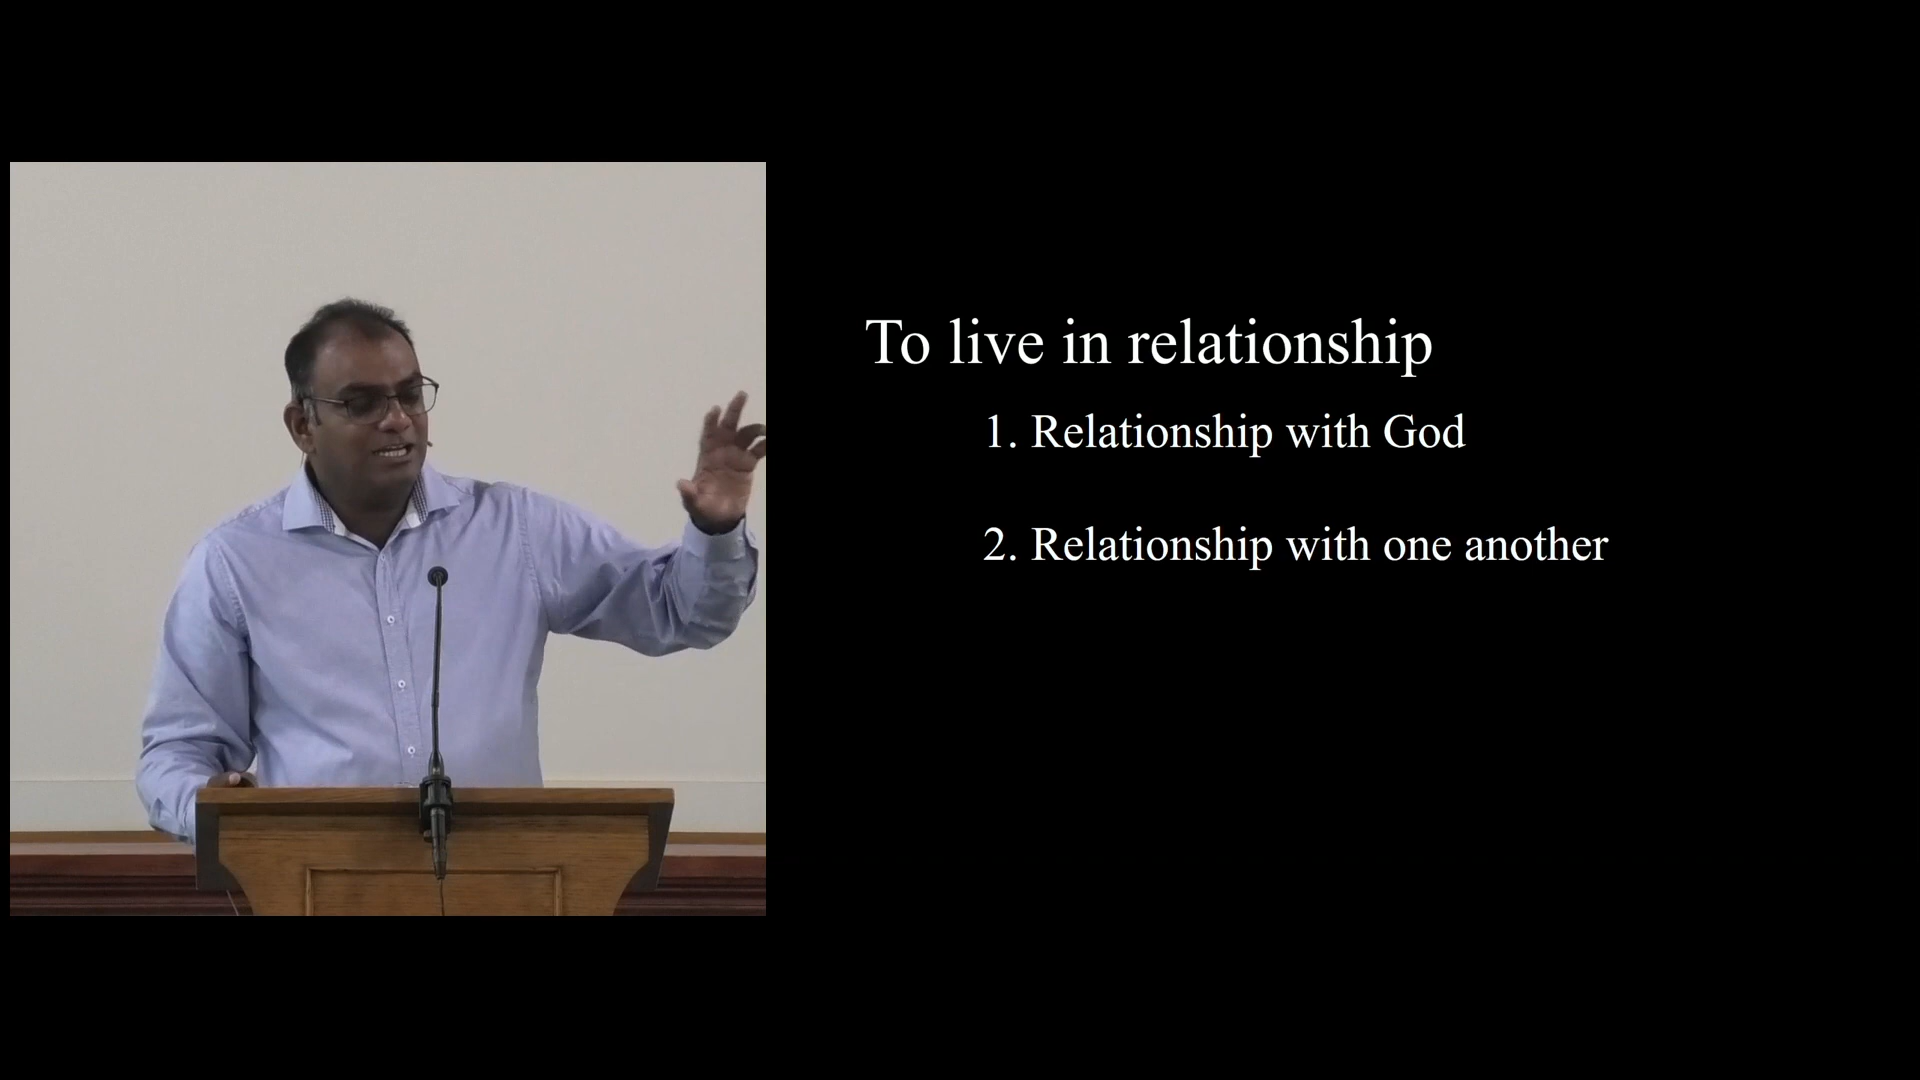 To live in relationship
1. Relationship with God
2. Relationship with one another